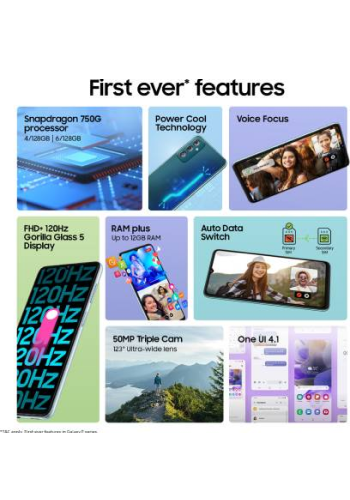 First ever* features
Snapdragon 750G
processor
4/128GB | 6/128GB
Power Cool
Technology
Voice Focus
FHD+ 120Hz
Gorilla Glass 5
Display
120HZ
120HZ
120HZ
120HZ
120HZ
120HZ
120HZ
RAM plus
Up to 12GB RAM
Auto Data
Switch
Primary
SIM
Secondary
SIM
50MP Triple Cam
123° Ultra-wide lens
One UI 4.1